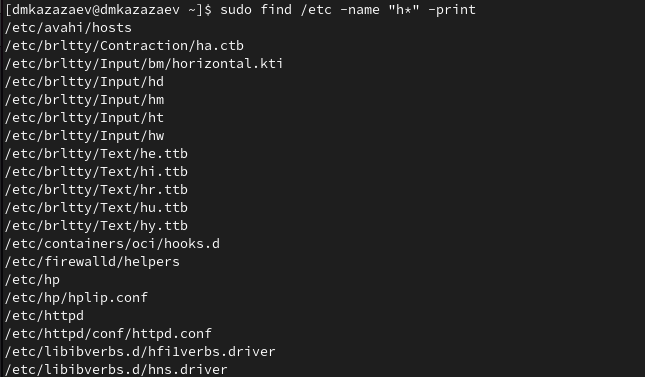 [dmkazazaev@dmkazazaev ~]$ sudo find /etc -name "h*" -print
/etc/avahi/hosts
/etc/brltty/Contraction/ha.ctb
/etc/brltty/Input/bm/horizontal.kti
/etc/brltty/Input/hd
/etc/brltty/Input/hm
/etc/brltty/Input/ht
/etc/brltty/Input/hw
/etc/brltty/Text/he.ttb
/etc/brltty/Text/hi.ttb
/etc/brltty/Text/hr.ttb
/etc/brltty/Text/hu.ttb
/etc/brltty/Text/hy.ttb
/etc/containers/oci/hooks.d
/etc/firewalld/helpers
/etc/hp
/etc/hp/hplip.conf
/etc/httpd
/etc/httpd/conf/httpd.conf
/etc/libibverbs.d/hfi1verbs.driver
/etc/libibverbs.d/hns.driver